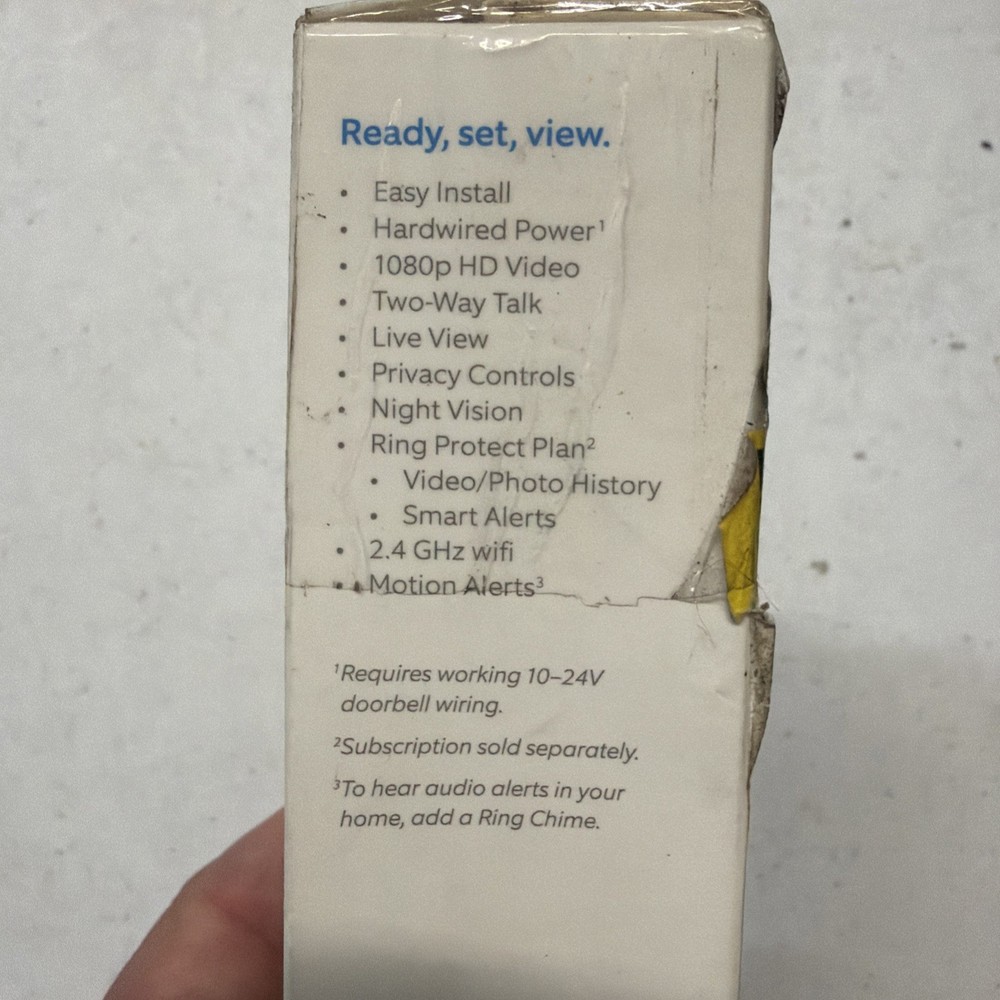 Ready, set, view.
• Easy Install
• Hardwired Power¹
• 1080p HD Video
• Two-Way Talk
• Live View
• Privacy Controls
• Night Vision
• Ring Protect Plan²
• Video/Photo History
• Smart Alerts
• 2.4 GHz wifi
• Motion Alerts³
¹Requires working 10–24V
doorbell wiring.
²Subscription sold separately.
³To hear audio alerts in your
home, add a Ring Chime.